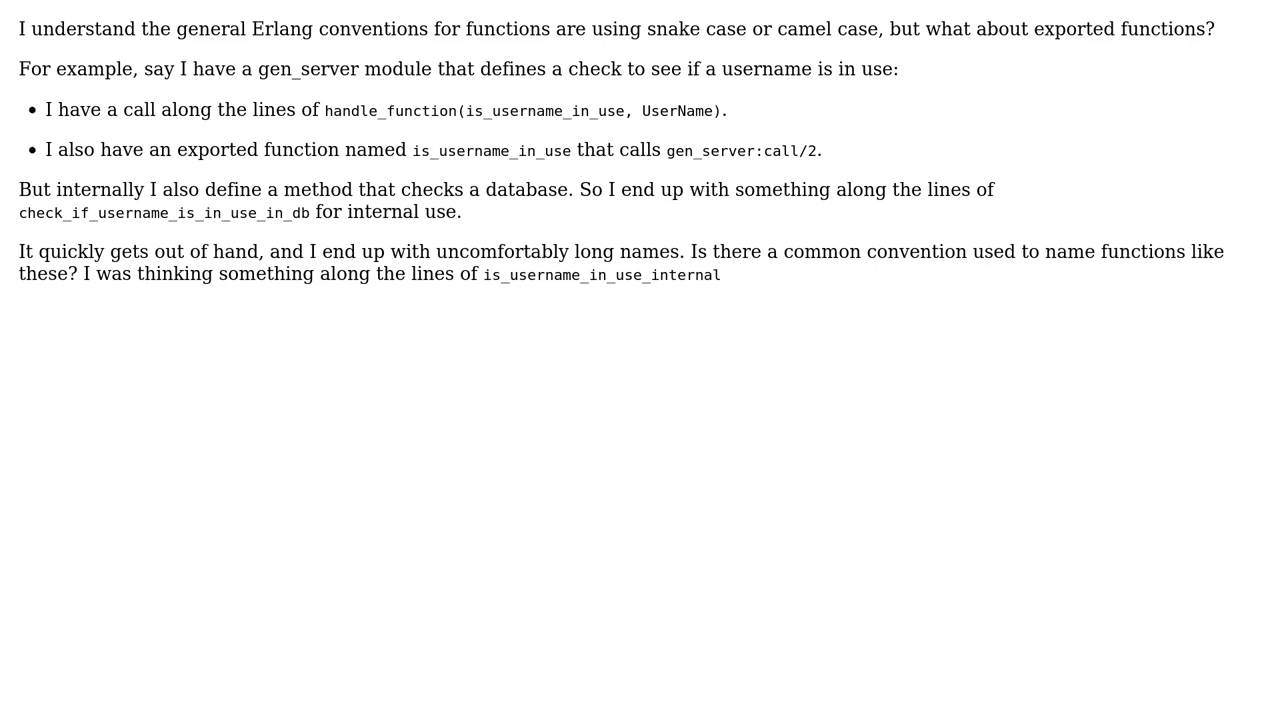 I understand the general Erlang conventions for functions are using snake case or camel case, but what about exported functions?
For example, say I have a gen_server module that defines a check to see if a username is in use:
• I have a call along the lines of handle_function(is_username_in_use, UserName).
• I also have an exported function named is_username_in_use that calls gen_server:call/2.
But internally I also define a method that checks a database. So I end up with something along the lines of
check_if_username_is_in_use_in_db for internal use.
It quickly gets out of hand, and I end up with uncomfortably long names. Is there a common convention used to name functions like
these? I was thinking something along the lines of is_username_in_use_internal